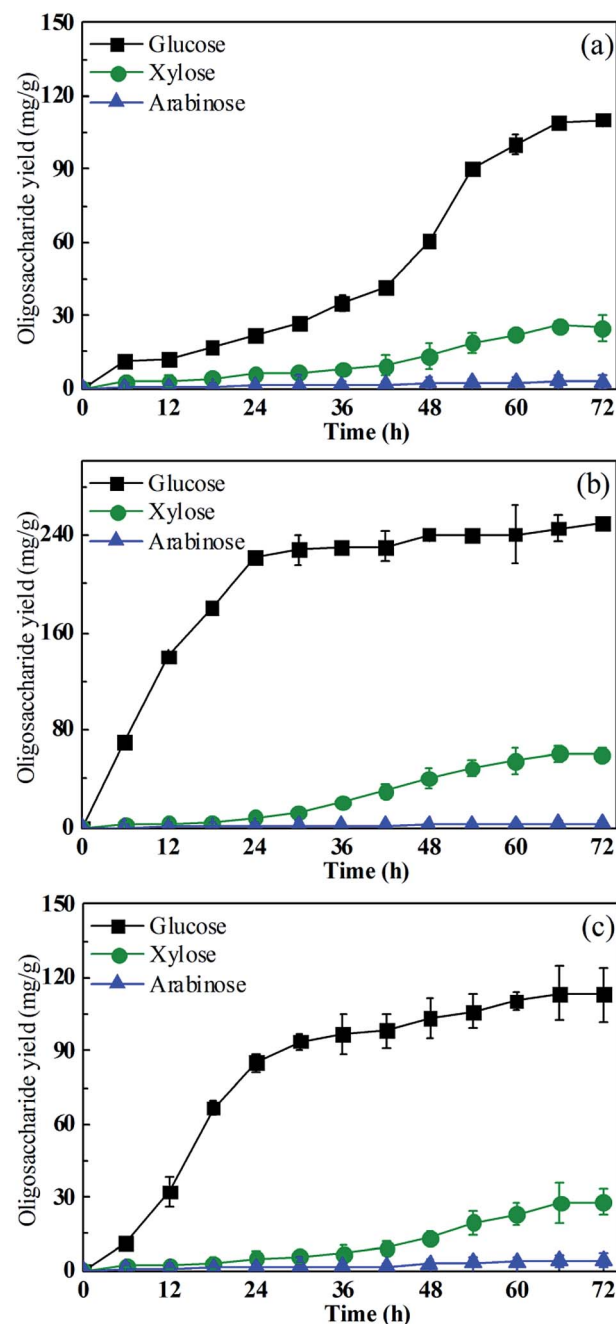 (a)
Glucose
Xylose
Arabinose
Oligosaccharide yield (mg/g)
150
120
90
60
30
0
0 12 24 36 48 60 72
Time (h)
(b)
Glucose
Xylose
Arabinose
Oligosaccharide yield (mg/g)
240
160
80
0
0 12 24 36 48 60 72
Time (h)
(c)
Glucose
Xylose
Arabinose
Oligosaccharide yield (mg/g)
150
120
90
60
30
0
0 12 24 36 48 60 72
Time (h)